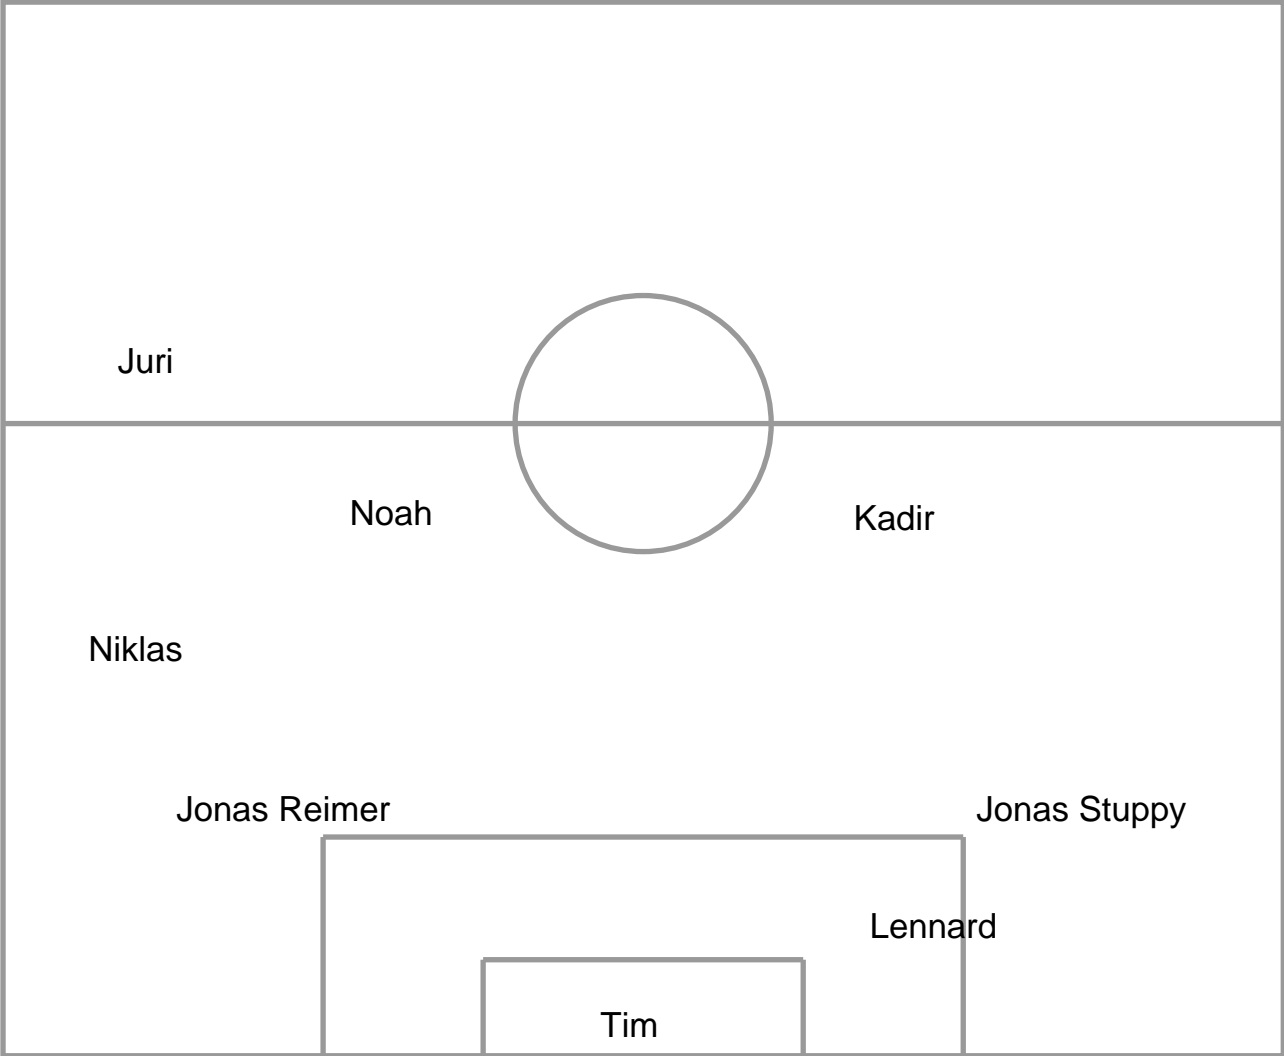 Juri
Noah
Kadir
Niklas
Jonas Reimer
Jonas Stuppy
Lennard
Tim